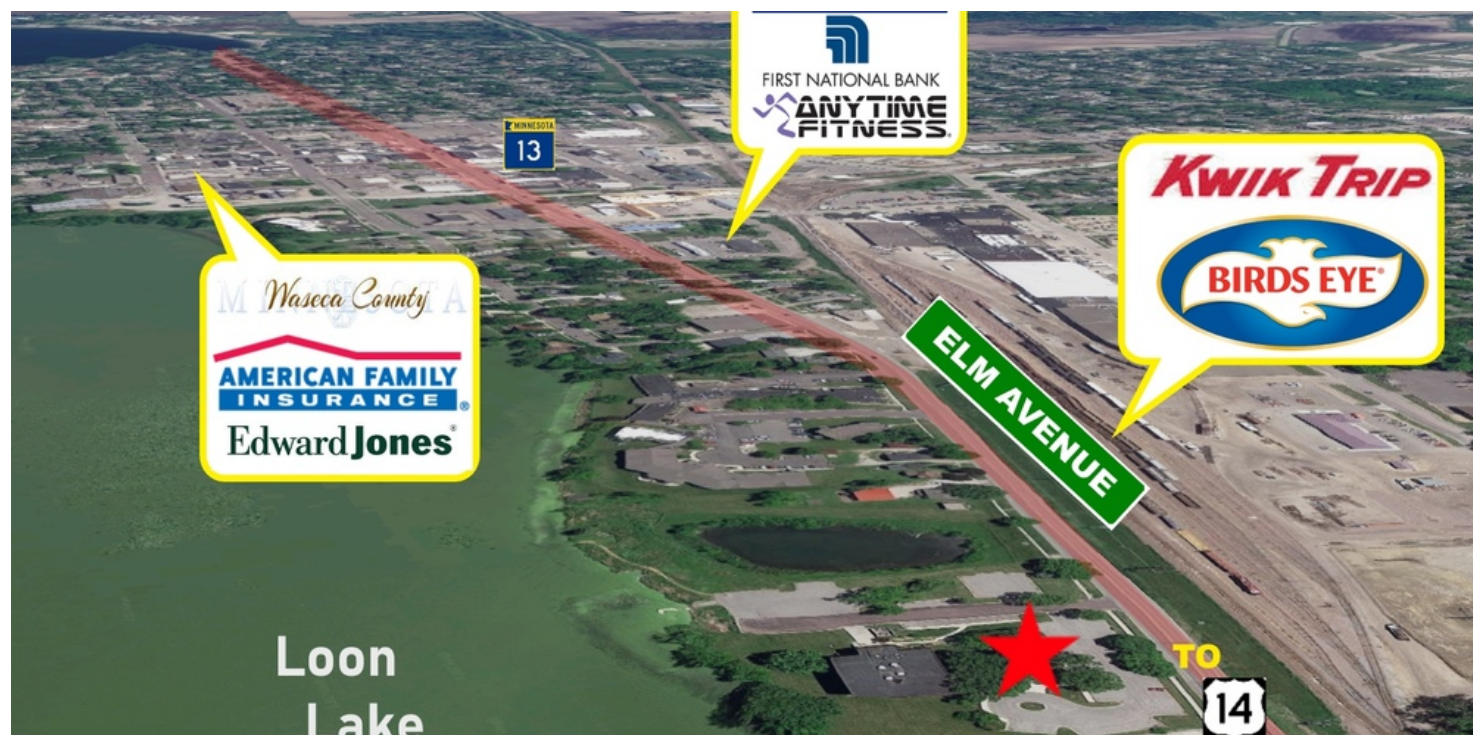 FIRST NATIONAL BANK
ANYTIME
FITNESS
MINNESOTA
13
KWIK TRIP
BIRDS EYE®
MINNESOTA
Waseca County
AMERICAN FAMILY
INSURANCE®
Edward Jones®
ELM AVENUE
Loon
Lake
TO
14